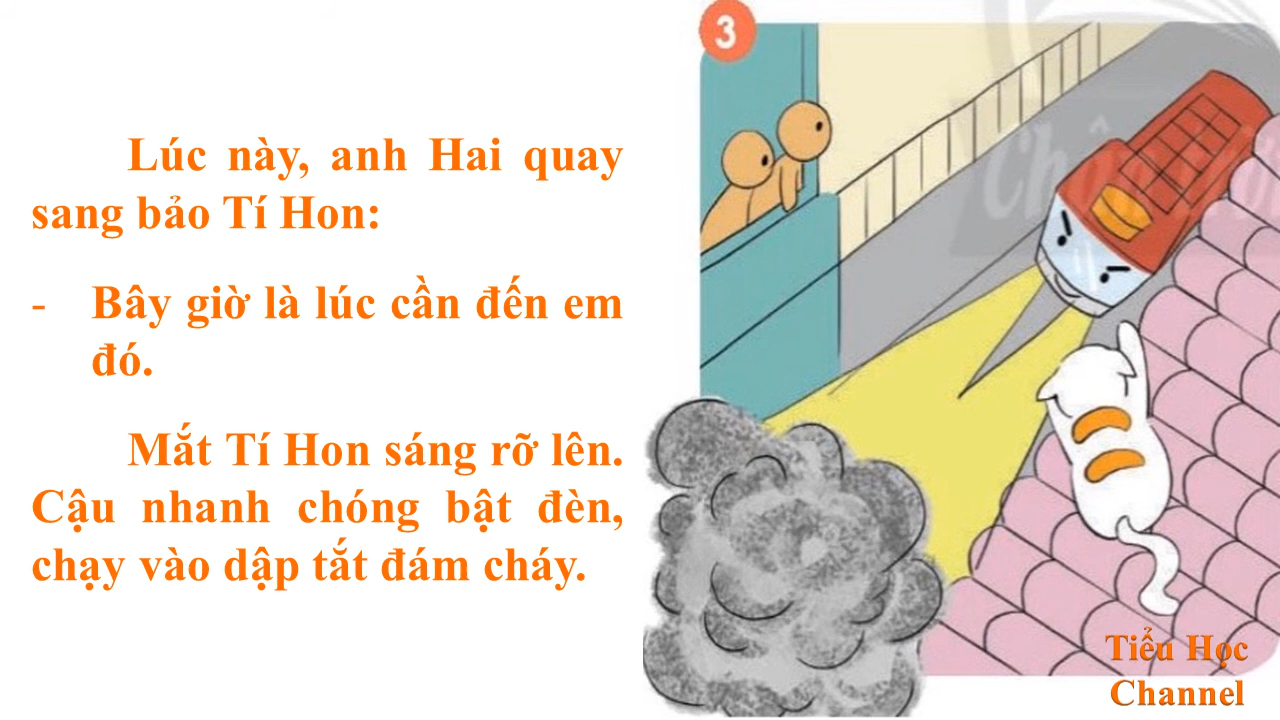 3
Lúc này, anh Hai quay
sang bảo Tí Hon:
- Bây giờ là lúc cần đến em
đó.
Mắt Tí Hon sáng rỡ lên.
Cậu nhanh chóng bật đèn,
chạy vào dập tắt đám cháy.
Tiểu Học
Channel